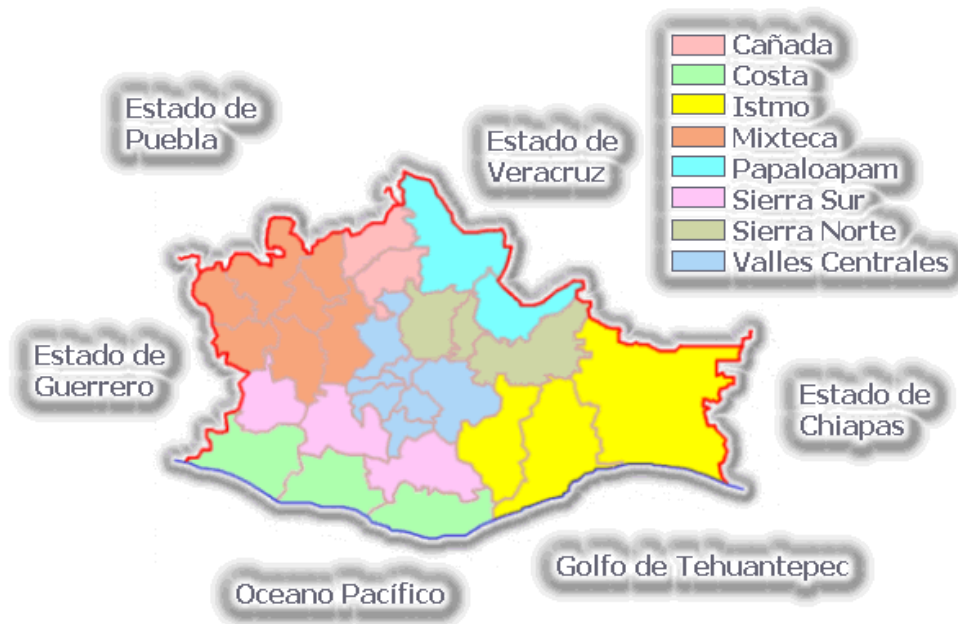 Cañada
Costa
Istmo
Mixteca
Papaloapam
Sierra Sur
Sierra Norte
Valles Centrales
Estado de
Puebla
Estado de
Veracruz
Estado de
Guerrero
Estado de
Chiapas
Golfo de Tehuantepec
Oceano Pacífico